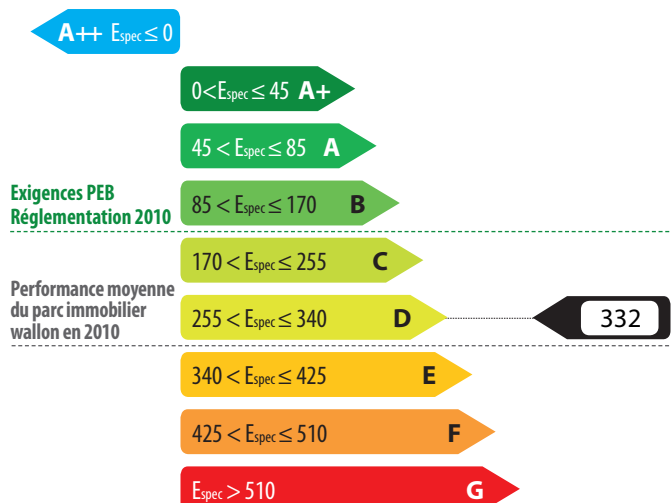 A++ Espec ≤ 0
0<Espec ≤ 45 A+
45 < Espec ≤ 85 A
Exigences PEB
Réglementation 2010
85 < Espec ≤ 170 B
170 < Espec ≤ 255 C
Performance moyenne
du parc immobilier
wallon en 2010
255 < Espec ≤ 340 D
332
340 < Espec ≤ 425 E
425 < Espec ≤ 510 F
Espec > 510 G